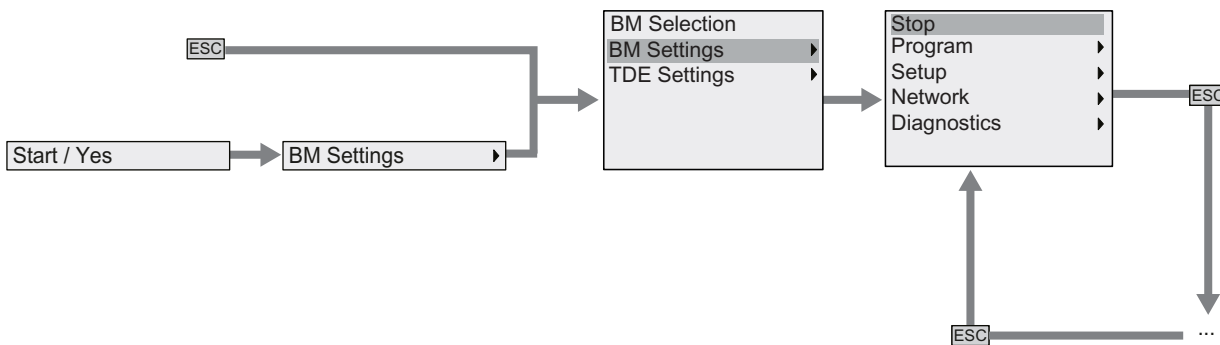 ESC
Start / Yes
BM Settings
BM Selection
BM Settings
TDE Settings
Stop
Program
Setup
Network
Diagnostics
ESC
ESC
...